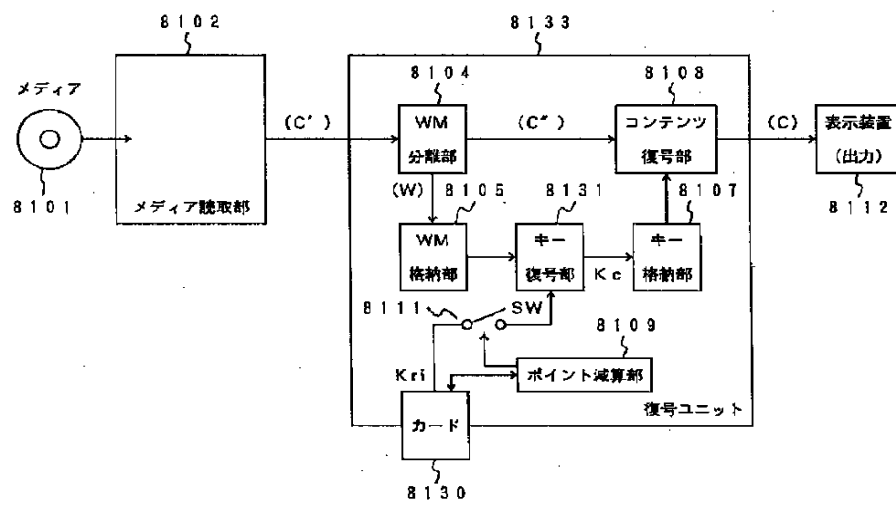 8102
8133
メディア
8104
8108
(C')
WM
分離部
(C")
コンテンツ
復号部
(C)
表示装置
(出力)
8101
メディア読取部
(W)
8105
8131
8107
8112
WM
格納部
キー
復号部
Kc
キー
格納部
8111
SW
8109
Kri
ポイント減算部
カード
復号ユニット
8130